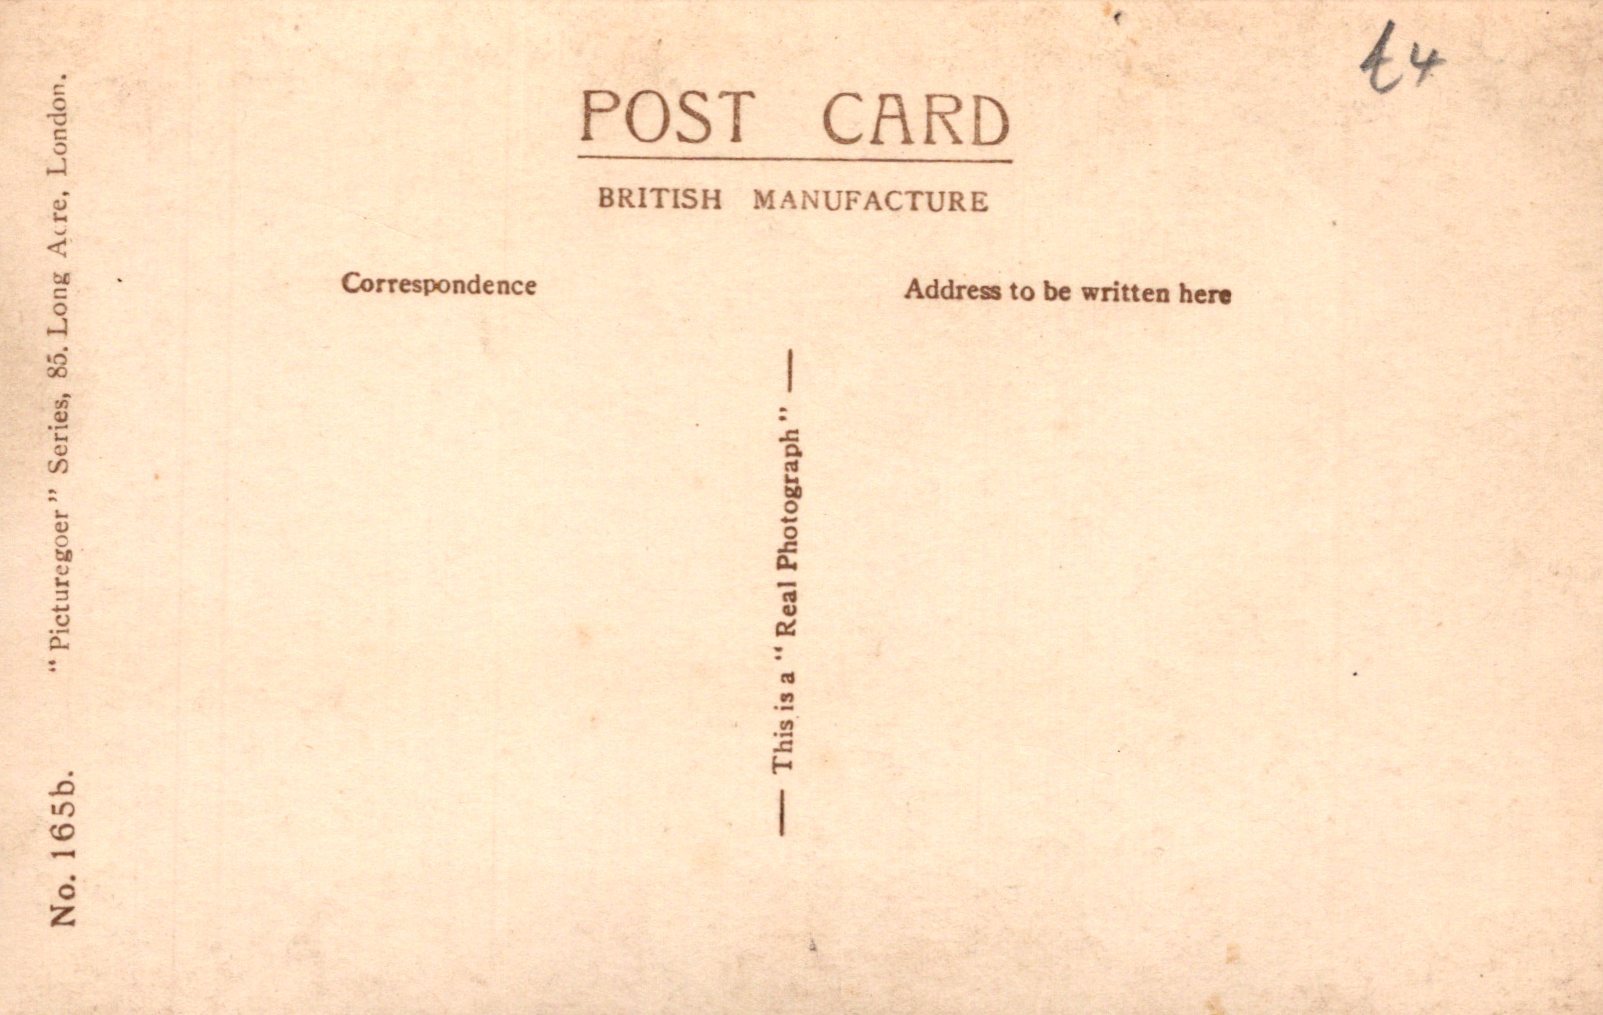 £4
POST CARD
BRITISH MANUFACTURE
Correspondence
Address to be written here
— This is a "Real Photograph" —
"Picturegoer" Series, 85, Long Acre, London.
No. 165b.